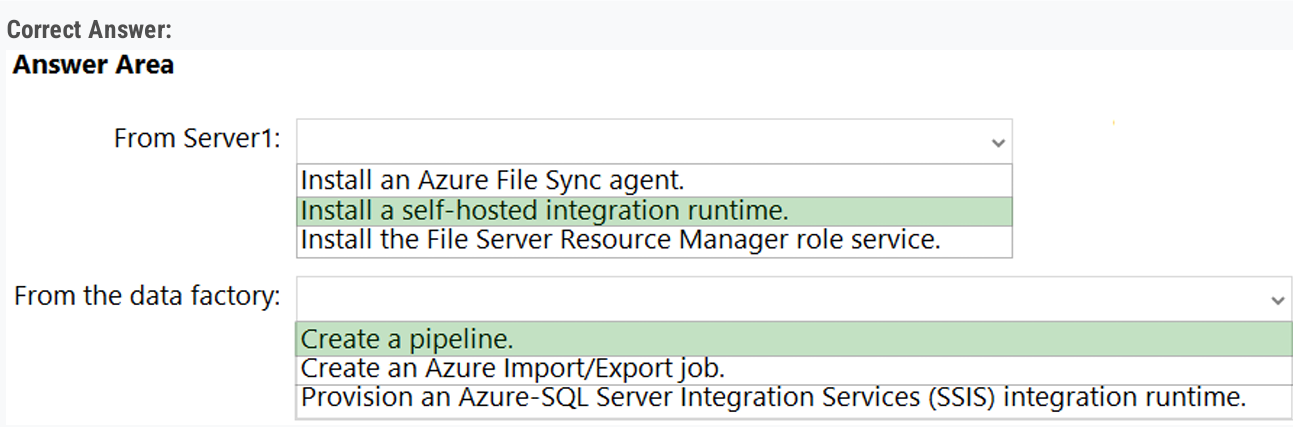 Correct Answer:
Answer Area
From Server1:
Install an Azure File Sync agent.
Install a self-hosted integration runtime.
Install the File Server Resource Manager role service.
From the data factory:
Create a pipeline.
Create an Azure Import/Export job.
Provision an Azure-SQL Server Integration Services (SSIS) integration runtime.